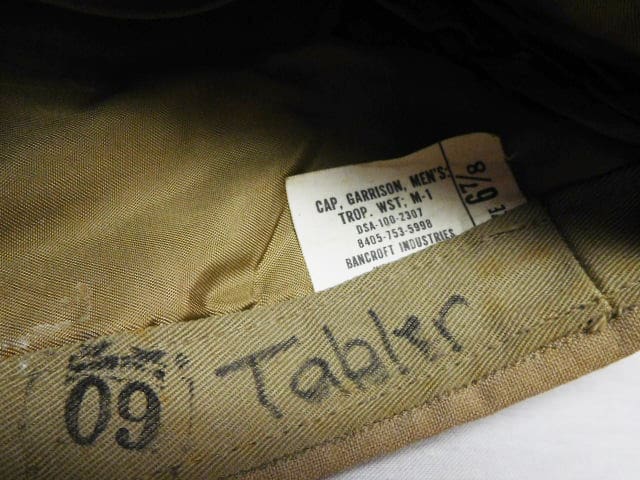 CAP, GARRISON, MEN'S:
TROP. WST; M-1
DSA-100-2307
8405-753-5998
BANCROFT INDUSTRIES
6 7/8
Tabler
09